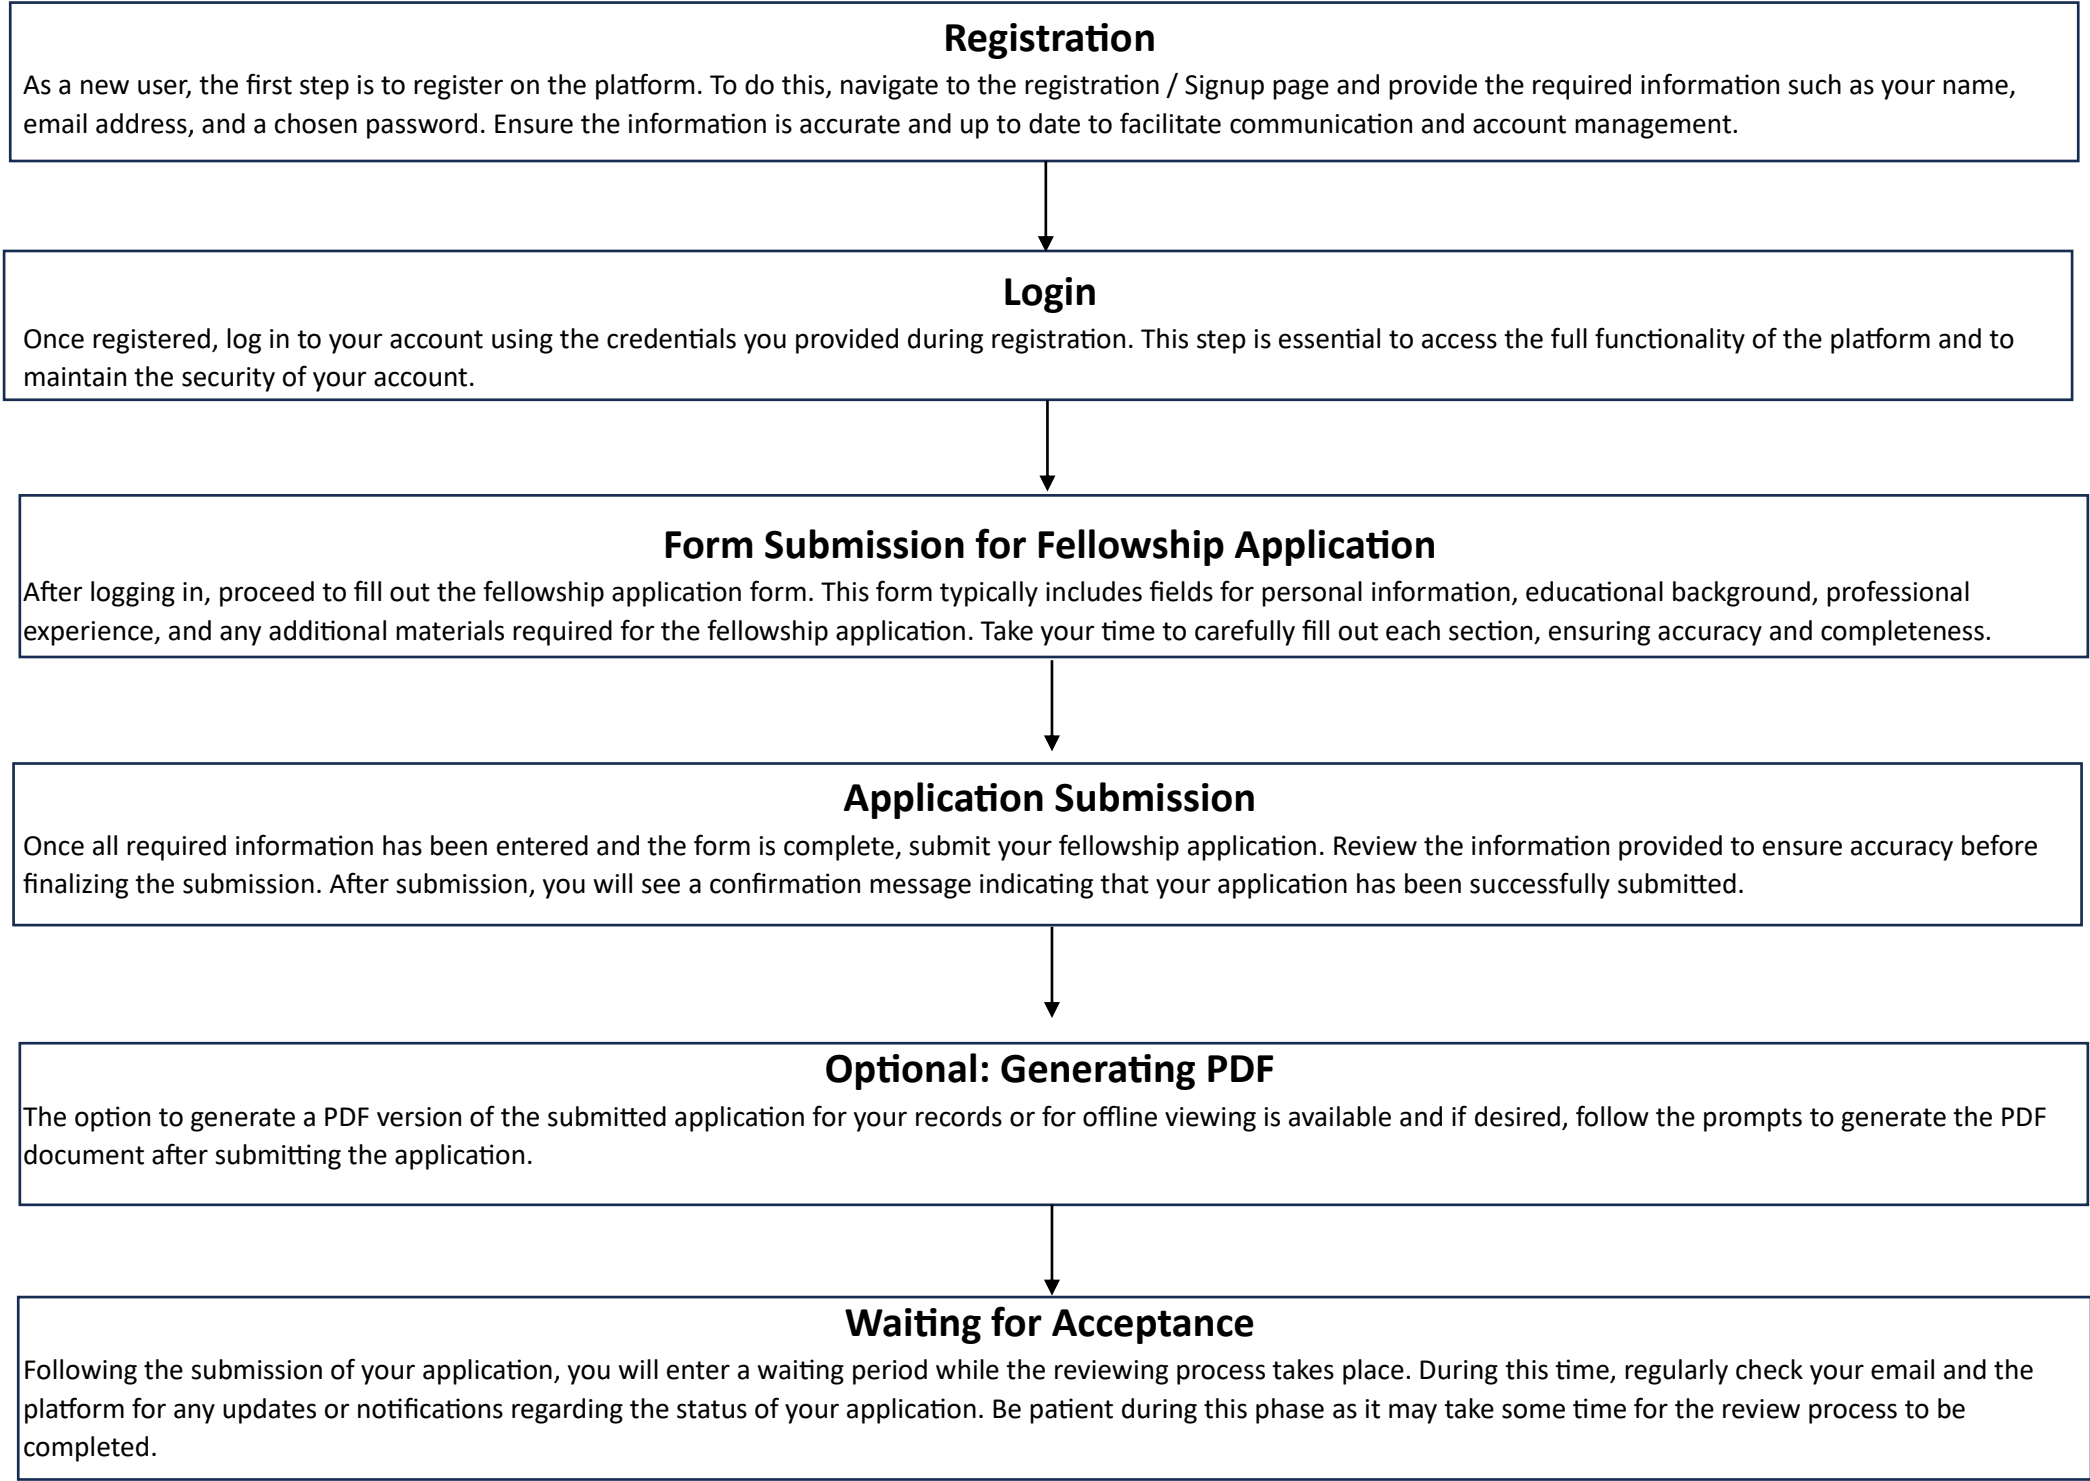 Registration
As a new user, the first step is to register on the platform. To do this, navigate to the registration / Signup page and provide the required information such as your name,
email address, and a chosen password. Ensure the information is accurate and up to date to facilitate communication and account management.
Login
Once registered, log in to your account using the credentials you provided during registration. This step is essential to access the full functionality of the platform and to
maintain the security of your account.
Form Submission for Fellowship Application
After logging in, proceed to fill out the fellowship application form. This form typically includes fields for personal information, educational background, professional
experience, and any additional materials required for the fellowship application. Take your time to carefully fill out each section, ensuring accuracy and completeness.
Application Submission
Once all required information has been entered and the form is complete, submit your fellowship application. Review the information provided to ensure accuracy before
finalizing the submission. After submission, you will see a confirmation message indicating that your application has been successfully submitted.
Optional: Generating PDF
The option to generate a PDF version of the submitted application for your records or for offline viewing is available and if desired, follow the prompts to generate the PDF
document after submitting the application.
Waiting for Acceptance
Following the submission of your application, you will enter a waiting period while the reviewing process takes place. During this time, regularly check your email and the
platform for any updates or notifications regarding the status of your application. Be patient during this phase as it may take some time for the review process to be
completed.